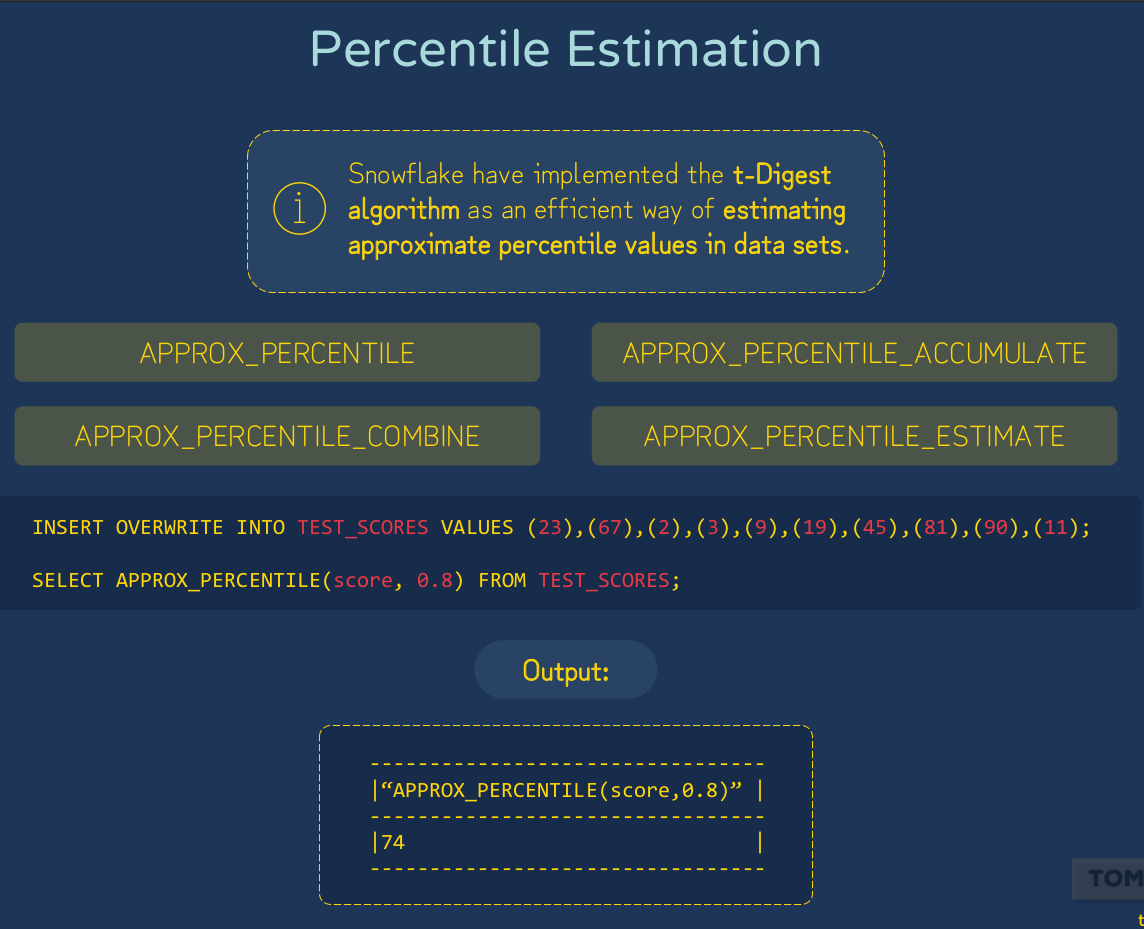 Percentile Estimation
i
Snowflake have implemented the t-Digest
algorithm as an efficient way of estimating
approximate percentile values in data sets.
APPROX_PERCENTILE
APPROX_PERCENTILE_ACCUMULATE
APPROX_PERCENTILE_COMBINE
APPROX_PERCENTILE_ESTIMATE
INSERT OVERWRITE INTO TEST_SCORES VALUES (23),(67),(2),(3),(9),(19),(45),(81),(90),(11);
SELECT APPROX_PERCENTILE(score, 0.8) FROM TEST_SCORES;
Output:
---------------------------------
|“APPROX_PERCENTILE(score,0.8)” |
---------------------------------
|74 |
---------------------------------
TOM
t